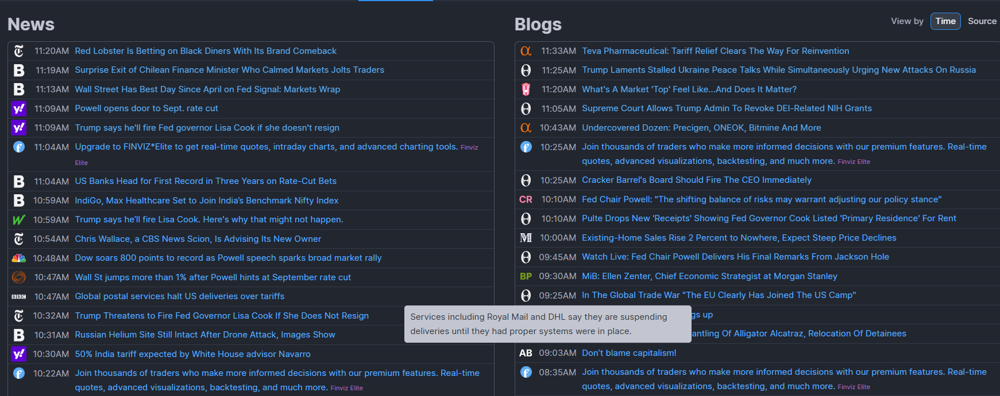 News
11:20AM Red Lobster Is Betting on Black Diners With Its Brand Comeback
B 11:19AM Surprise Exit of Chilean Finance Minister Who Calmed Markets Jolts Traders
B 11:13AM Wall Street Has Best Day Since April on Fed Signal: Markets Wrap
y! 11:09AM Powell opens door to Sept. rate cut
y! 11:09AM Trump says he'll fire Fed governor Lisa Cook if she doesn't resign
f 11:04AM Upgrade to FINVIZ*Elite to get real-time quotes, intraday charts, and advanced charting tools. Finviz
Elite
B 11:04AM US Banks Head for First Record in Three Years on Rate-Cut Bets
B 10:59AM IndiGo, Max Healthcare Set to Join India’s Benchmark Nifty Index
10:59AM Trump says he’ll fire Lisa Cook. Here's why that might not happen.
10:54AM Chris Wallace, a CBS News Scion, Is Advising Its New Owner
10:48AM Dow soars 800 points to record as Powell speech sparks broad market rally
10:47AM Wall St jumps more than 1% after Powell hints at September rate cut
BBC 10:47AM Global postal services halt US deliveries over tariffs
10:32AM Trump Threatens to Fire Fed Governor Lisa Cook If She Does Not Resign
B 10:31AM Russian Helium Site Still Intact After Drone Attack, Images Show
y! 10:30AM 50% India tariff expected by White House advisor Navarro
f 10:22AM Join thousands of traders who make more informed decisions with our premium features. Real-time
quotes, advanced visualizations, backtesting, and much more. Finviz Elite
Services including Royal Mail and DHL say they are suspending
deliveries until they had proper systems were in place.
Blogs
View by Time Source
α 11:33AM Teva Pharmaceutical: Tariff Relief Clears The Way For Reinvention
11:25AM Trump Laments Stalled Ukraine Peace Talks While Simultaneously Urging New Attacks On Russia
11:20AM What's A Market 'Top' Feel Like...And Does It Matter?
11:05AM Supreme Court Allows Trump Admin To Revoke DEI-Related NIH Grants
α 10:43AM Undercovered Dozen: Precigen, ONEOK, Bitmine And More
f 10:25AM Join thousands of traders who make more informed decisions with our premium features. Real-time
quotes, advanced visualizations, backtesting, and much more. Finviz Elite
10:25AM Cracker Barrel's Board Should Fire The CEO Immediately
CR 10:10AM Fed Chair Powell: "The shifting balance of risks may warrant adjusting our policy stance"
10:10AM Pulte Drops New 'Receipts' Showing Fed Governor Cook Listed 'Primary Residence' For Rent
M 10:00AM Existing-Home Sales Rise 2 Percent to Nowhere, Expect Steep Price Declines
09:45AM Watch Live: Fed Chair Powell Delivers His Final Remarks From Jackson Hole
BP 09:30AM MiB: Ellen Zenter, Chief Economic Strategist at Morgan Stanley
09:25AM In The Global Trade War "The EU Clearly Has Joined The US Camp"
gs up
antling Of Alligator Alcatraz, Relocation Of Detainees
AB 09:03AM Don’t blame capitalism!
f 08:35AM Join thousands of traders who make more informed decisions with our premium features. Real-time
quotes, advanced visualizations, backtesting, and much more. Finviz Elite